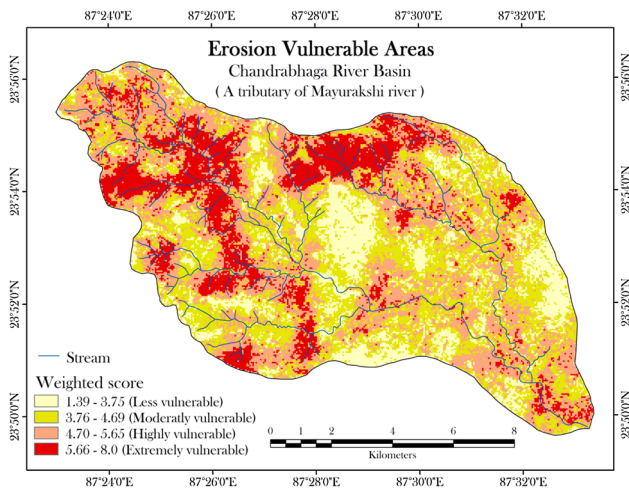 87°24'0"E 87°26'0"E 87°28'0"E 87°30'0"E 87°32'0"E
Erosion Vulnerable Areas
Chandrabhaga River Basin
( A tributary of Mayurakshi river )
23°56'0"N 23°56'0"N
23°54'0"N 23°54'0"N
23°52'0"N 23°52'0"N
23°50'0"N 23°50'0"N
Stream
Weighted score
1.39 - 3.75 (Less vulnerable)
3.76 - 4.69 (Moderatly vulnerable)
4.70 - 5.65 (Highly vulnerable)
5.66 - 8.0 (Extremely vulnerable)
0 1 2 4 6 8
Kilometers
87°24'0"E 87°26'0"E 87°28'0"E 87°30'0"E 87°32'0"E